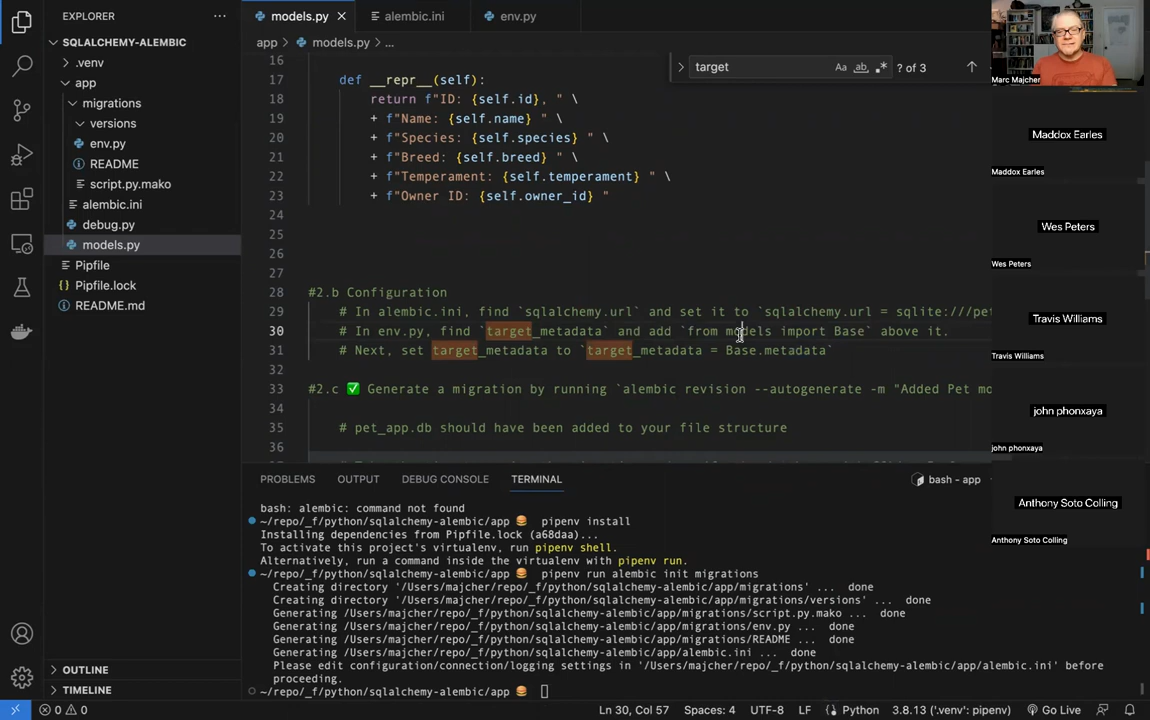 EXPLORER
SQLALCHEMY-ALEMBIC
.venv
app
migrations
versions
env.py
README
script.py.mako
alembic.ini
debug.py
models.py
Pipfile
Pipfile.lock
README.md
OUTLINE
TIMELINE
models.py
alembic.ini
env.py
app > models.py > ...
target
Aa
ab
? of 3
16
17 def __repr__(self):
18 return f"ID: {self.id}, " \
19 + f"Name: {self.name} " \
20 + f"Species: {self.species} " \
21 + f"Breed: {self.breed} " \
22 + f"Temperament: {self.temperament} " \
23 + f"Owner ID: {self.owner_id} "
24
25
26
27
28 #2.b Configuration
29 # In alembic.ini, find `sqlalchemy.url` and set it to `sqlalchemy.url = sqlite:///pet
30 # In env.py, find `target_metadata` and add `from models import Base` above it.
31 # Next, set target_metadata to `target_metadata = Base.metadata`
32
33 #2.c ✅ Generate a migration by running `alembic revision --autogenerate -m "Added Pet mo
34
35 # pet_app.db should have been added to your file structure
36
PROBLEMS OUTPUT DEBUG CONSOLE TERMINAL
bash - app
bash: alembic: command not found
~/repo/_f/python/sqlalchemy-alembic/app 🍔 pipenv install
Installing dependencies from Pipfile.lock (a68daa)...
To activate this project's virtualenv, run pipenv shell.
Alternatively, run a command inside the virtualenv with pipenv run.
~/repo/_f/python/sqlalchemy-alembic/app 🍔 pipenv run alembic init migrations
Creating directory '/Users/majcher/repo/_f/python/sqlalchemy-alembic/app/migrations' ... done
Creating directory '/Users/majcher/repo/_f/python/sqlalchemy-alembic/app/migrations/versions' ... done
Generating /Users/majcher/repo/_f/python/sqlalchemy-alembic/app/migrations/script.py.mako ... done
Generating /Users/majcher/repo/_f/python/sqlalchemy-alembic/app/migrations/env.py ... done
Generating /Users/majcher/repo/_f/python/sqlalchemy-alembic/app/migrations/README ... done
Generating /Users/majcher/repo/_f/python/sqlalchemy-alembic/app/alembic.ini ... done
Please edit configuration/connection/logging settings in '/Users/majcher/repo/_f/python/sqlalchemy-alembic/app/alembic.ini' before
proceeding.
~/repo/_f/python/sqlalchemy-alembic/app 🍔
Marc Majcher
Maddox Earles
Maddox Earles
Wes Peters
Wes Peters
Travis Williams
Travis Williams
john phonxaya
john phonxaya
Anthony Soto Colling
Anthony Soto Colling
0 0
Ln 30, Col 57
Spaces: 4
UTF-8
LF
Python
3.8.13 ('.venv': pipenv)
Go Live